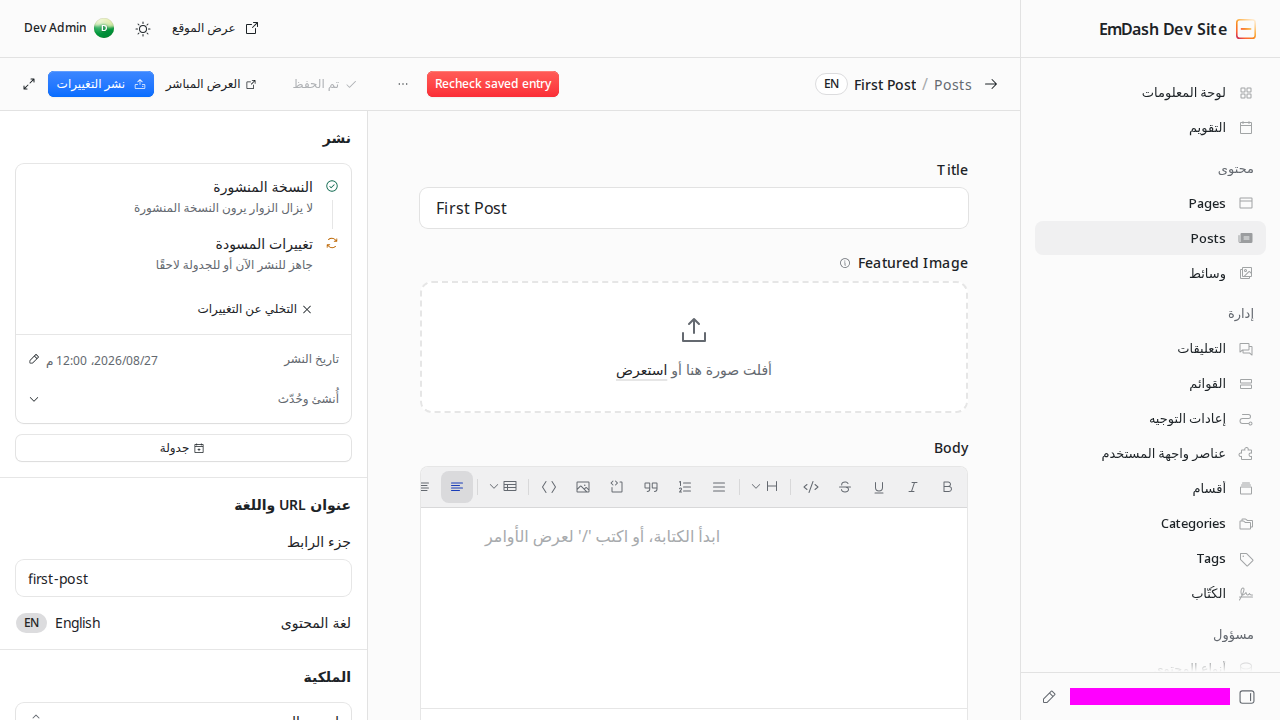 EmDash Dev Site
عرض الموقع
Dev Admin
D
لوحة المعلومات
التقويم
محتوى
Pages
Posts
وسائط
إدارة
التعليقات
القوائم
إعادات التوجيه
عناصر واجهة المستخدم
أقسام
Categories
Tags
الكُتّاب
مسؤول
أنواع المحتوى
Posts / First Post EN
Recheck saved entry
تم الحفظ
العرض المباشر
نشر التغييرات
Title
First Post
Featured Image
أفلت صورة هنا أو استعرض
Body
ابدأ الكتابة، أو اكتب '/' لعرض الأوامر
نشر
النسخة المنشورة
لا يزال الزوار يرون النسخة المنشورة
تغييرات المسودة
جاهز للنشر الآن أو للجدولة لاحقًا
التخلي عن التغييرات
تاريخ النشر
27/08/2026، 12:00 م
أُنشئ وحُدّث
جدولة
عنوان URL واللغة
جزء الرابط
first-post
لغة المحتوى
English EN
الملكية